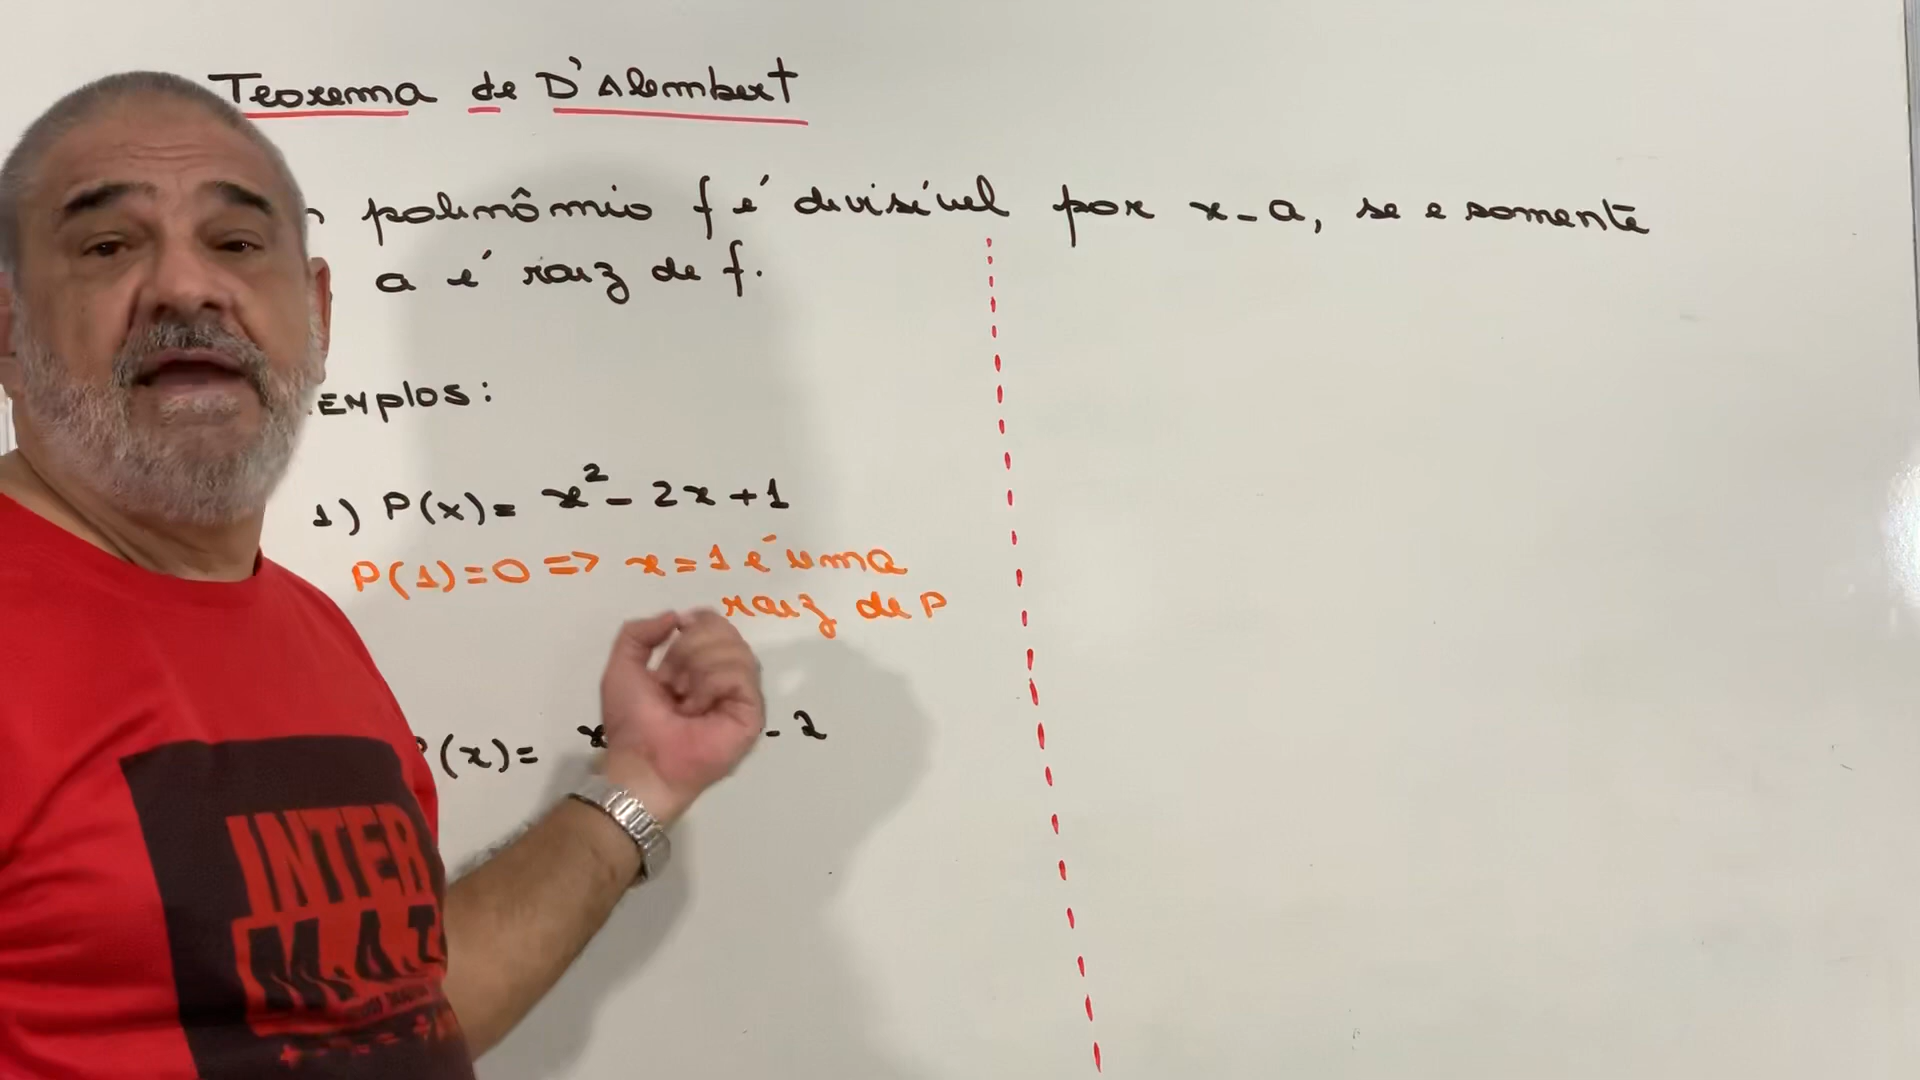 Teorema de D'Alembert
polinômio f é divisível por x-a, se e somente
a é raiz de f.
EMplos:
1) P(x)= x²- 2x+1
P(1)=0 => x=1 é uma
raiz de P
(x)= x - 2
INTER
M.A.T.